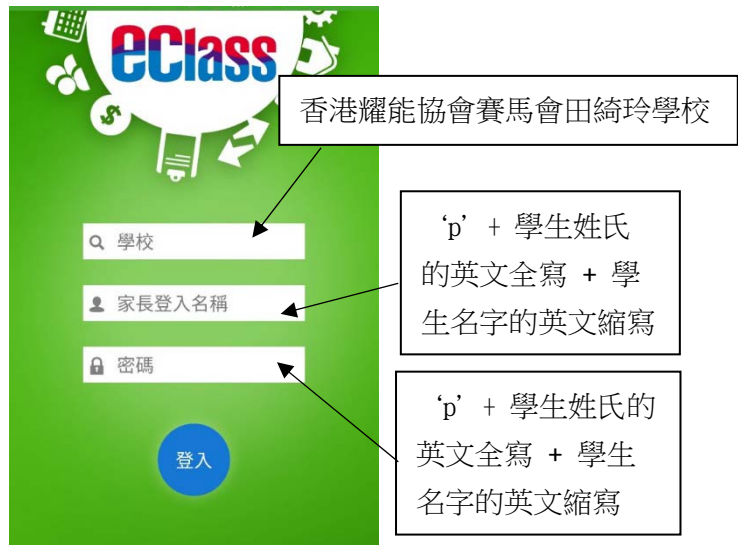 eClass
香港耀能協會賽馬會田綺玲學校
學校
‘p’ + 學生姓氏
的英文全寫 + 學
生名字的英文縮寫
家長登入名稱
密碼
‘p’ + 學生姓氏的
英文全寫 + 學生
名字的英文縮寫
登入
$